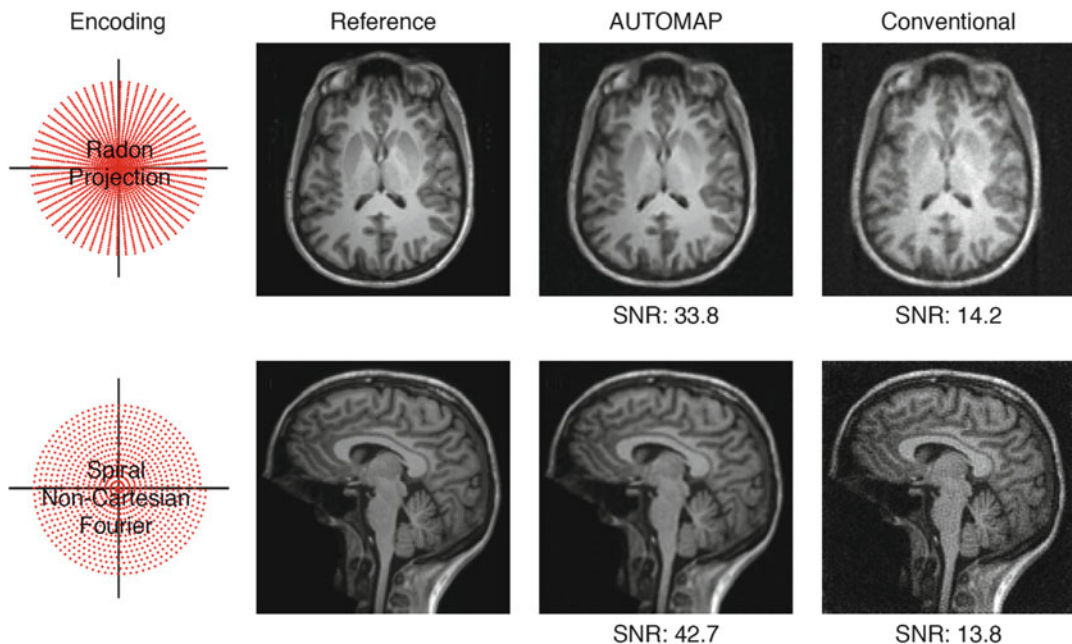 Encoding
Reference
AUTOMAP
Conventional
Radon
Projection
SNR: 33.8
SNR: 14.2
Spiral
Non-Cartesian
Fourier
SNR: 42.7
SNR: 13.8